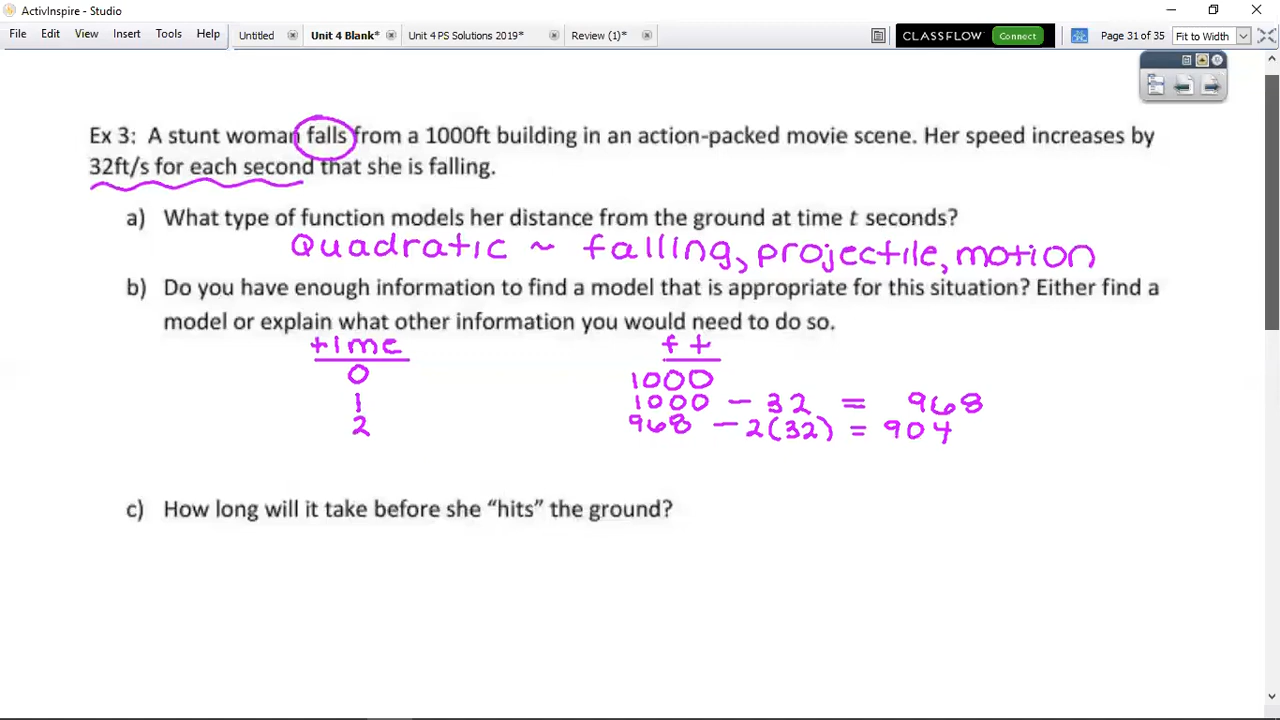 ActivInspire - Studio
File Edit View Insert Tools Help Untitled Unit 4 Blank* Unit 4 PS Solutions 2019* Review (1)* CLASSFLOW Connect Page 31 of 35 Fit to Width
Ex 3: A stunt woman falls from a 1000ft building in an action-packed movie scene. Her speed increases by
32ft/s for each second that she is falling.
a) What type of function models her distance from the ground at time t seconds?
Quadratic ~ falling, projectile, motion
b) Do you have enough information to find a model that is appropriate for this situation? Either find a
model or explain what other information you would need to do so.
time ft
0 1000
1 1000 - 32 = 968
2 968 - 2(32) = 904
c) How long will it take before she “hits” the ground?